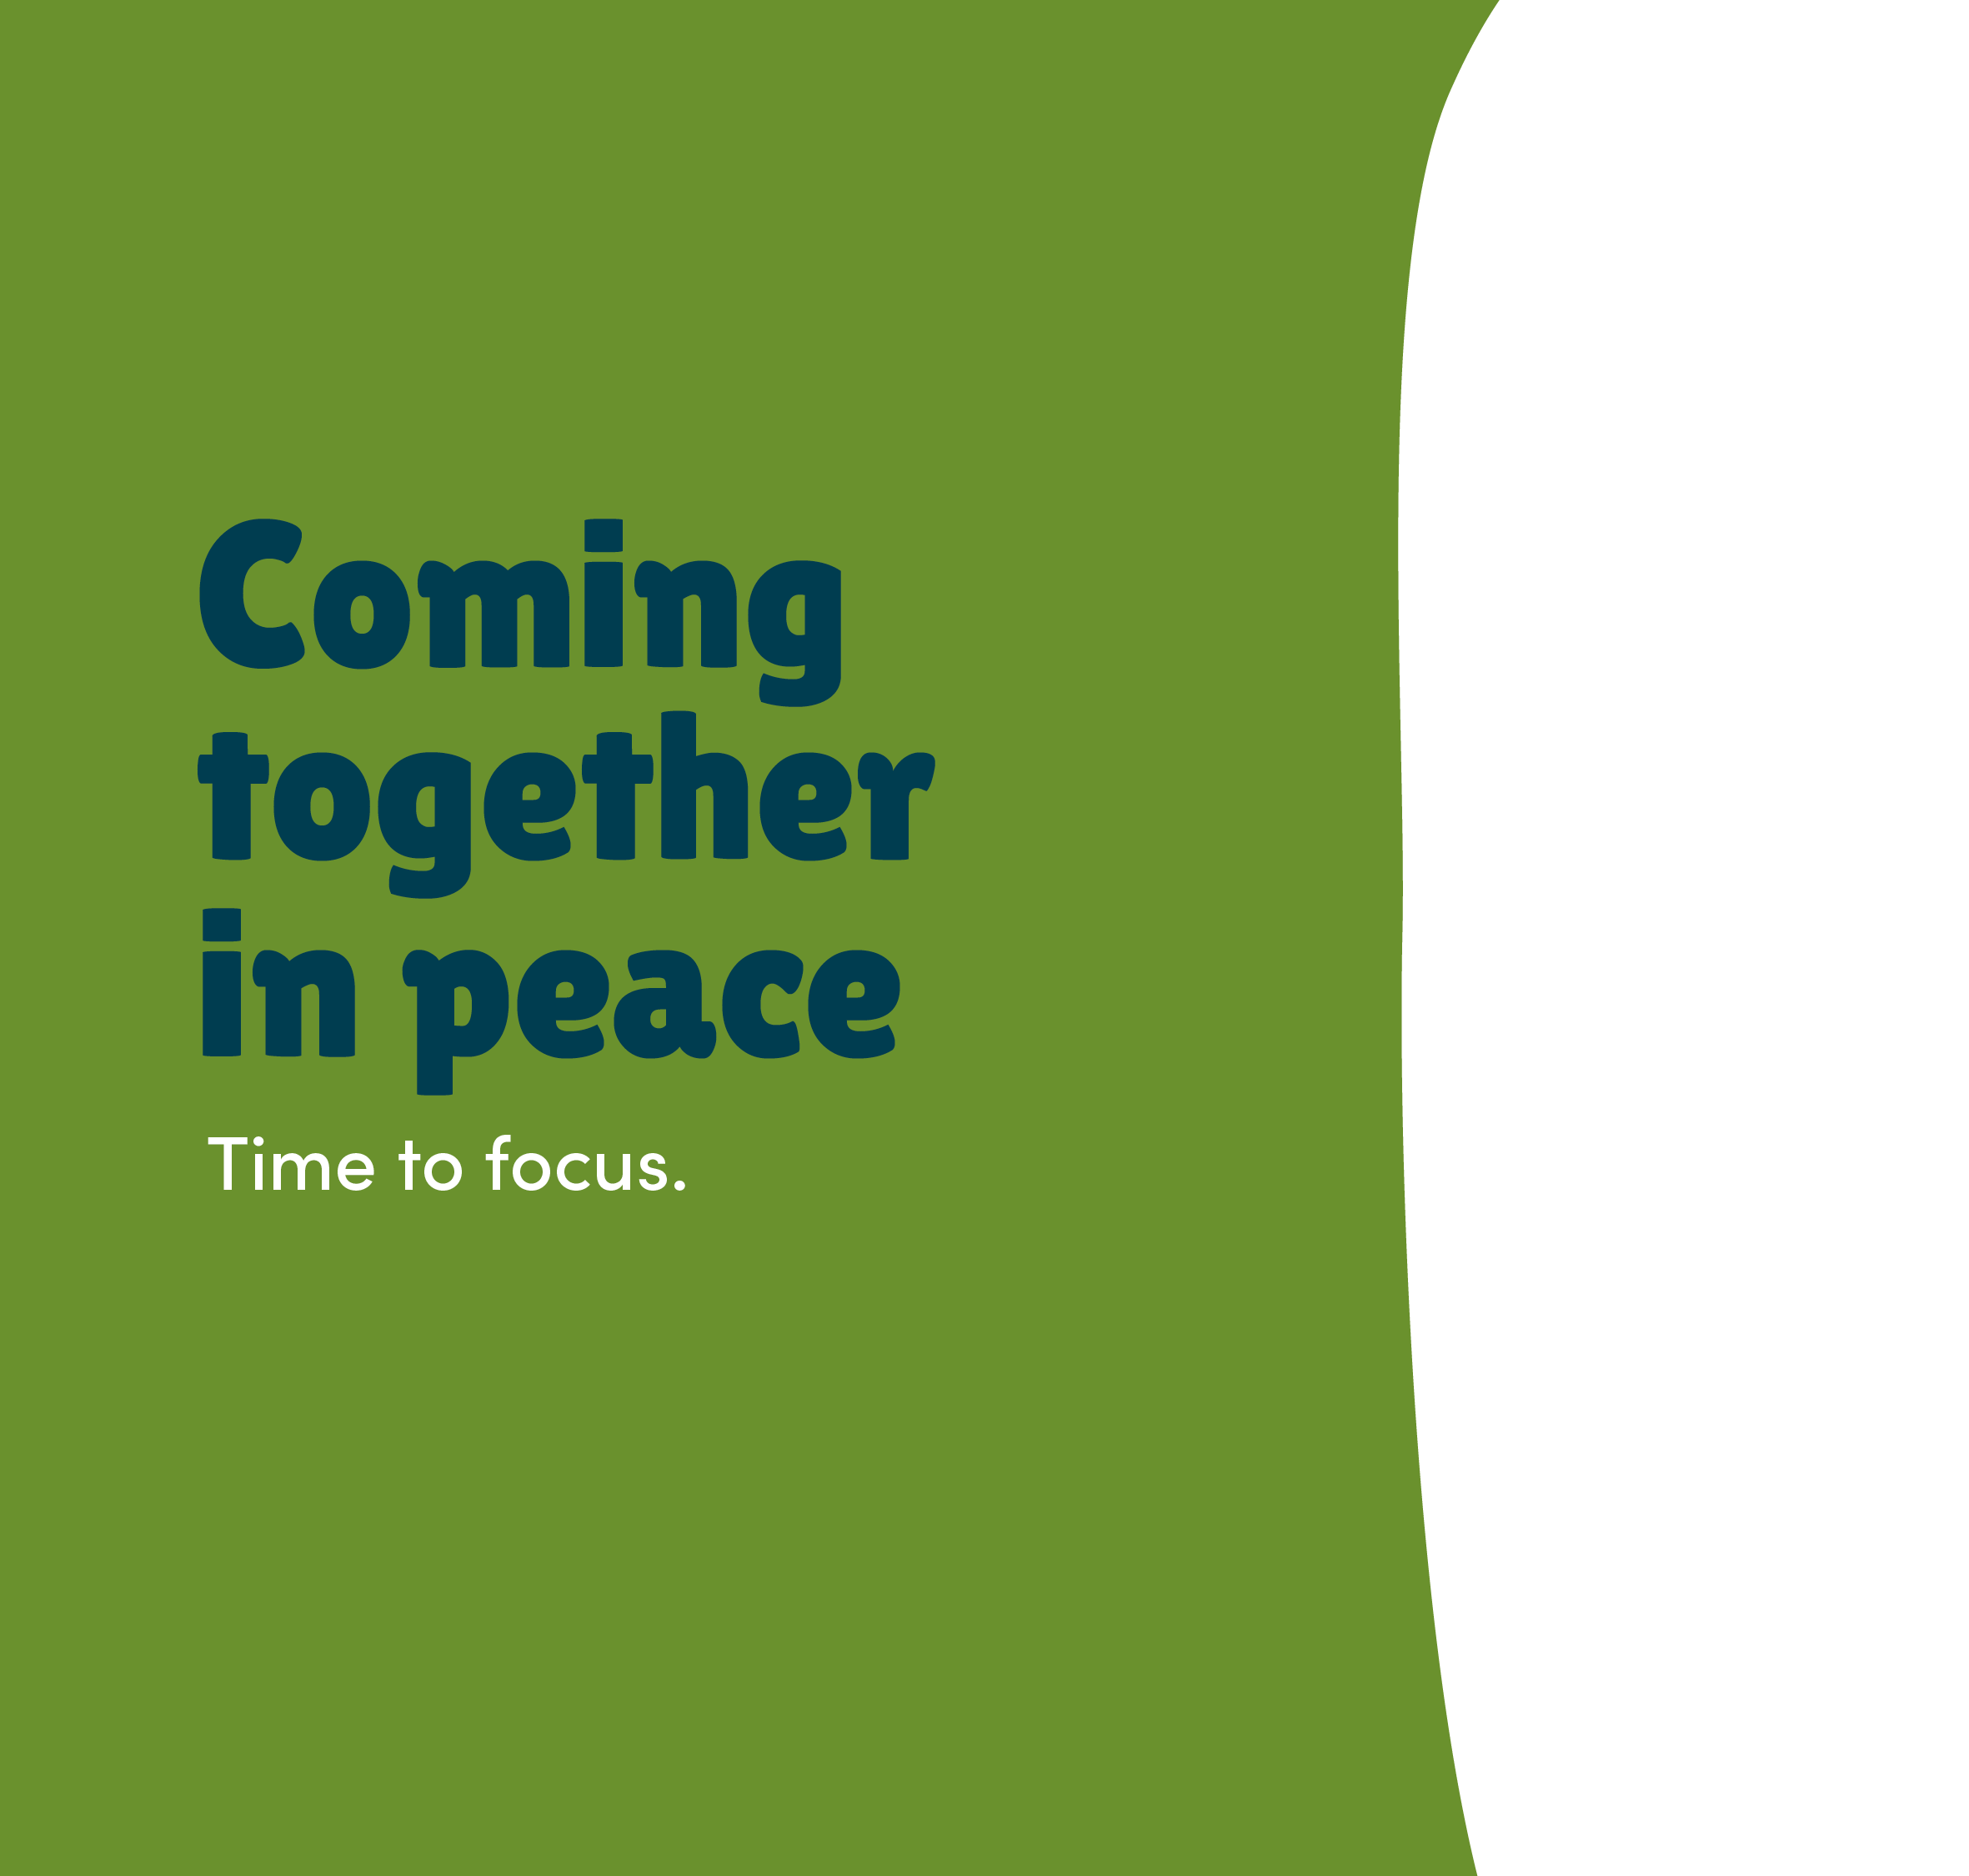 Coming
together
in peace
Time to focus.